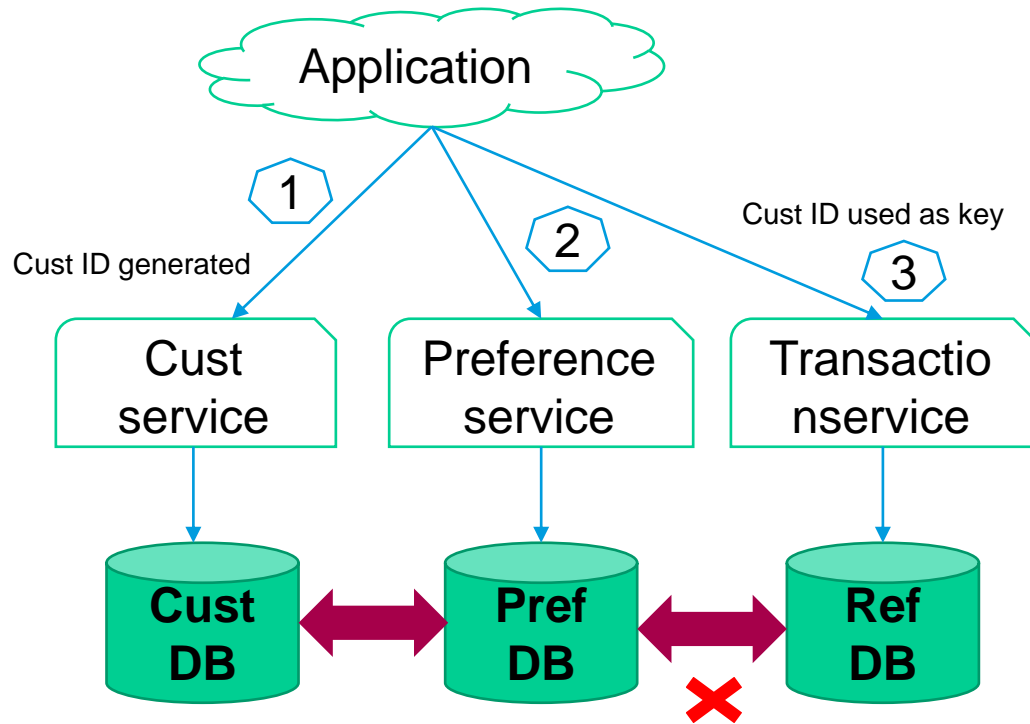 Application
1
2
Cust ID used as key
Cust ID generated
3
Cust
service
Preference
service
Transactio
nservice
Cust
DB
Pref
DB
Ref
DB